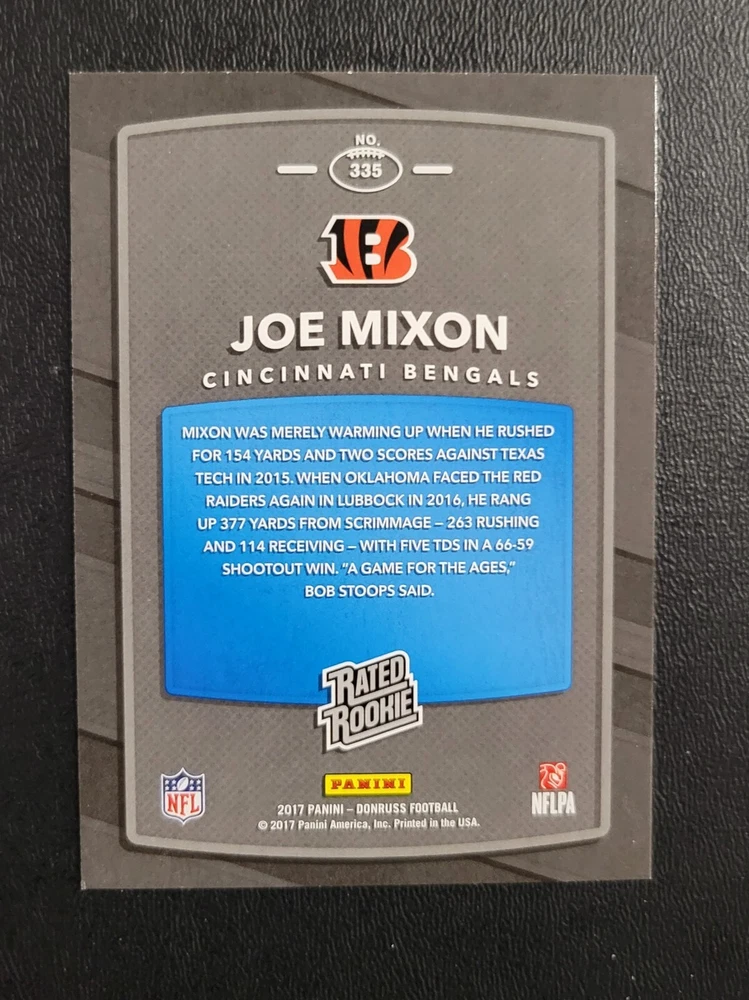 NO.
335
B
JOE MIXON
CINCINNATI BENGALS
MIXON WAS MERELY WARMING UP WHEN HE RUSHED
FOR 154 YARDS AND TWO SCORES AGAINST TEXAS
TECH IN 2015. WHEN OKLAHOMA FACED THE RED
RAIDERS AGAIN IN LUBBOCK IN 2016, HE RANG
UP 377 YARDS FROM SCRIMMAGE – 263 RUSHING
AND 114 RECEIVING – WITH FIVE TDS IN A 66-59
SHOOTOUT WIN. “A GAME FOR THE AGES,”
BOB STOOPS SAID.
RATED
ROOKIE
NFL
PANINI
NFLPA
2017 PANINI – DONRUSS FOOTBALL
© 2017 Panini America, Inc. Printed in the USA.